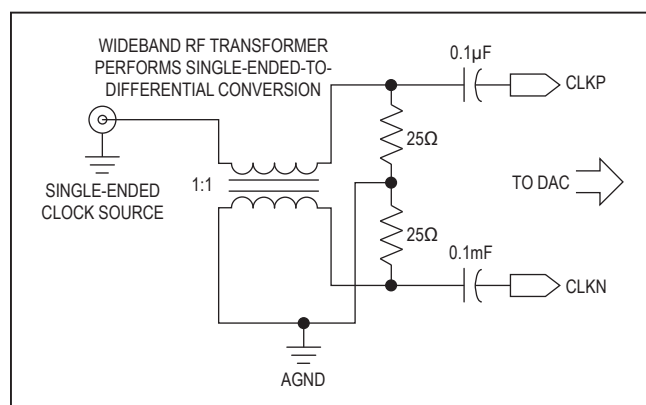 WIDEBAND RF TRANSFORMER
PERFORMS SINGLE-ENDED-TO-
DIFFERENTIAL CONVERSION
0.1µF
CLKP
25Ω
SINGLE-ENDED
CLOCK SOURCE
1:1
TO DAC
25Ω
0.1mF
CLKN
AGND